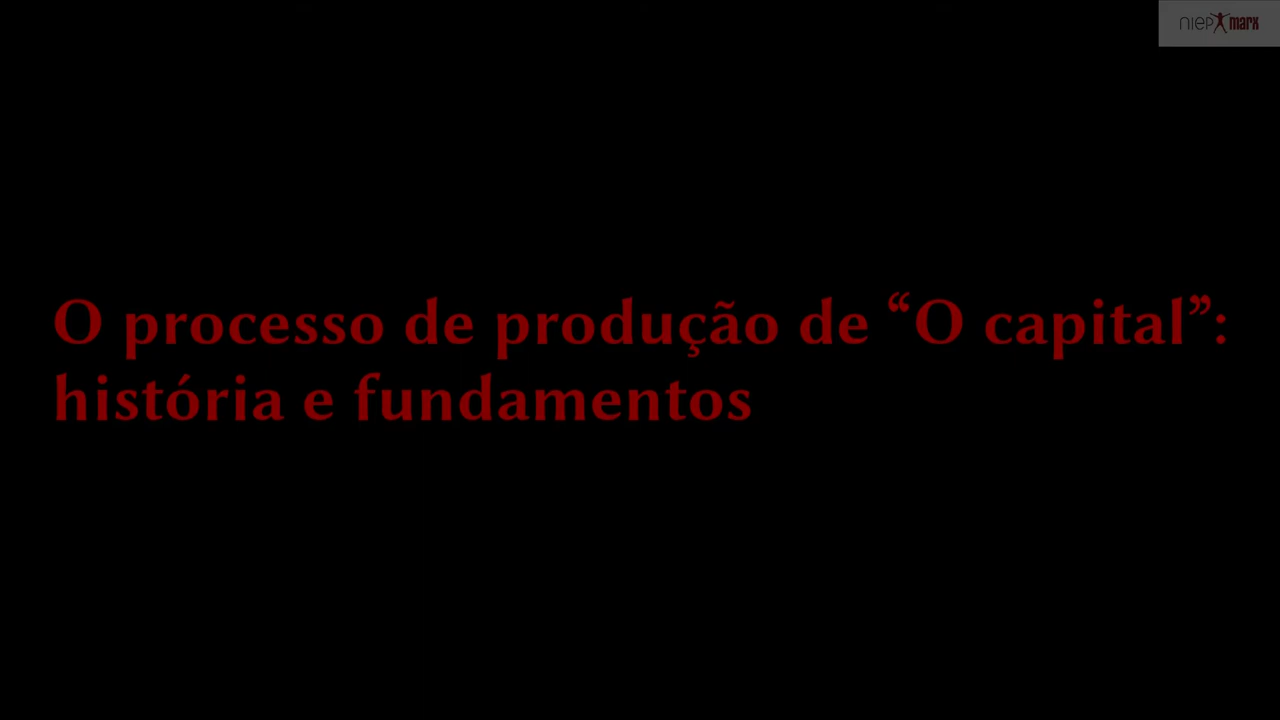 niep marx
O processo de produção de “O capital”:
história e fundamentos